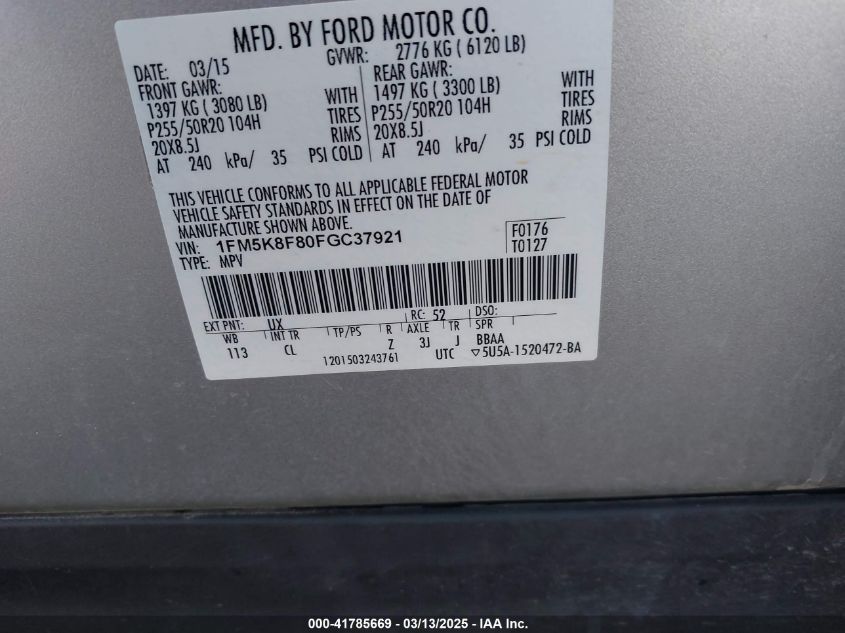 MFD. BY FORD MOTOR CO.
DATE: 03/15 GVWR: 2776 KG ( 6120 LB)
FRONT GAWR: REAR GAWR:
1397 KG ( 3080 LB) WITH 1497 KG ( 3300 LB) WITH
P255/50R20 104H TIRES P255/50R20 104H TIRES
20X8.5J RIMS 20X8.5J RIMS
AT 240 kPa/ 35 PSI COLD AT 240 kPa/ 35 PSI COLD
THIS VEHICLE CONFORMS TO ALL APPLICABLE FEDERAL MOTOR
VEHICLE SAFETY STANDARDS IN EFFECT ON THE DATE OF
MANUFACTURE SHOWN ABOVE.
VIN: 1FM5K8F80FGC37921 F0176
TYPE: MPV T0127
EXT PNT: UX RC: 52 DSO:
WB INT TR TP/PS R AXLE TR SPR
113 CL Z 3J J BBAA
1201503243761 UTC ▽5U5A-1520472-BA
000-41785669 - 03/13/2025 - IAA Inc.